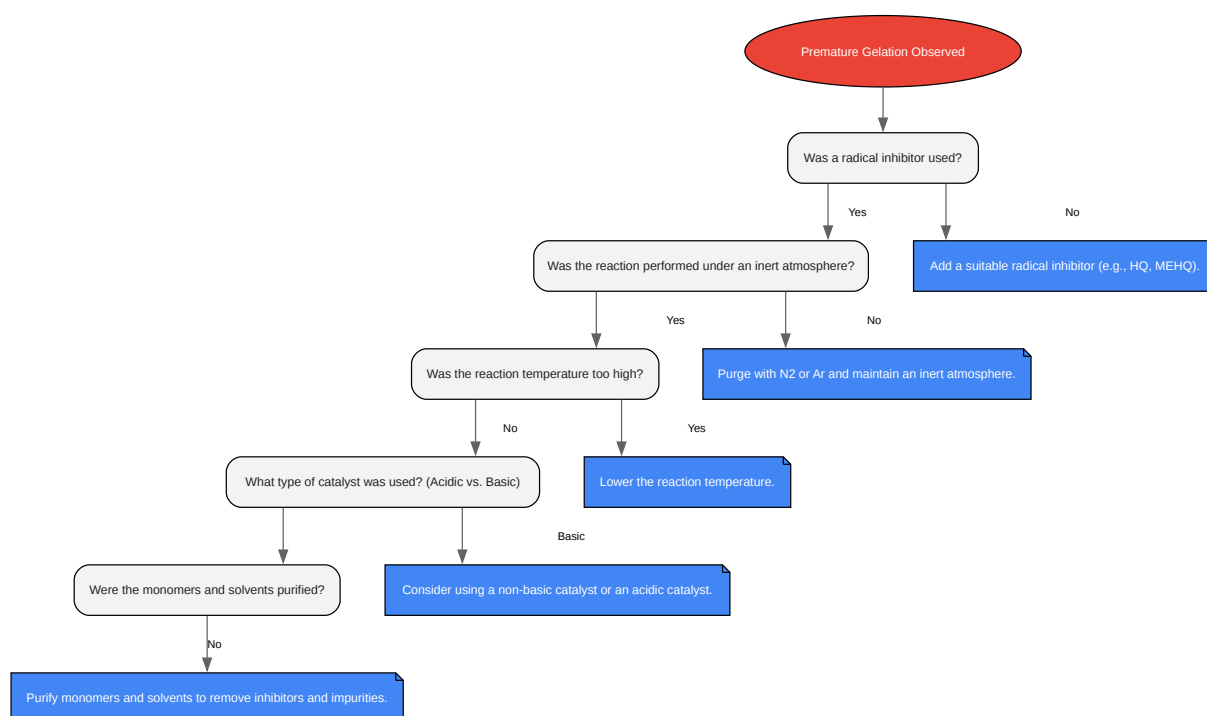 Premature Gelation Observed
Was a radical inhibitor used?
Yes
No
Was the reaction performed under an inert atmosphere?
Add a suitable radical inhibitor (e.g., HQ, MEHQ).
Yes
No
Was the reaction temperature too high?
Purge with N2 or Ar and maintain an inert atmosphere.
No
Yes
What type of catalyst was used? (Acidic vs. Basic)
Lower the reaction temperature.
Basic
Were the monomers and solvents purified?
Consider using a non-basic catalyst or an acidic catalyst.
No
Purify monomers and solvents to remove inhibitors and impurities.